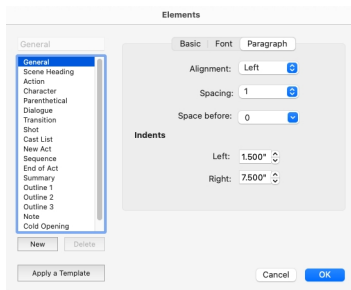 Elements
General
General
Scene Heading
Action
Character
Parenthetical
Dialogue
Transition
Shot
Cast List
New Act
Sequence
End of Act
Summary
Outline 1
Outline 2
Outline 3
Note
Cold Opening
New Delete
Apply a Template
Basic Font Paragraph
Alignment: Left
Spacing: 1
Space before: 0
Indents
Left: 1.500"
Right: 7.500"
Cancel OK